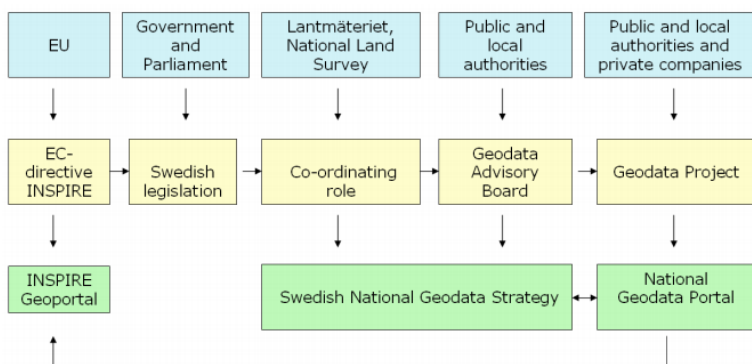 EU
Government
and
Parliament
Lantmäteriet,
National Land
Survey
Public and
local
authorities
Public and local
authorities and
private companies
EC-
directive
INSPIRE
Swedish
legislation
Co-ordinating
role
Geodata
Advisory
Board
Geodata Project
INSPIRE
Geoportal
Swedish National Geodata Strategy
National
Geodata Portal